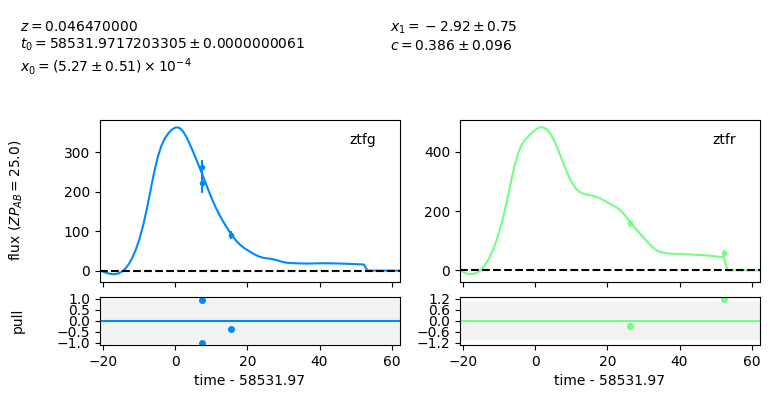 z = 0.046470000
t₀ = 58531.9717203305 ± 0.0000000061
x₀ = (5.27 ± 0.51) × 10⁻⁴
x₁ = −2.92 ± 0.75
c = 0.386 ± 0.096
flux (ZP_AB = 25.0)
300
200
100
0
ztfg
400
200
0
ztfr
pull
1.0
0.5
0.0
−0.5
−1.0
−20
0
20
40
60
time - 58531.97
1.2
0.6
0.0
−0.6
−1.2
−20
0
20
40
60
time - 58531.97